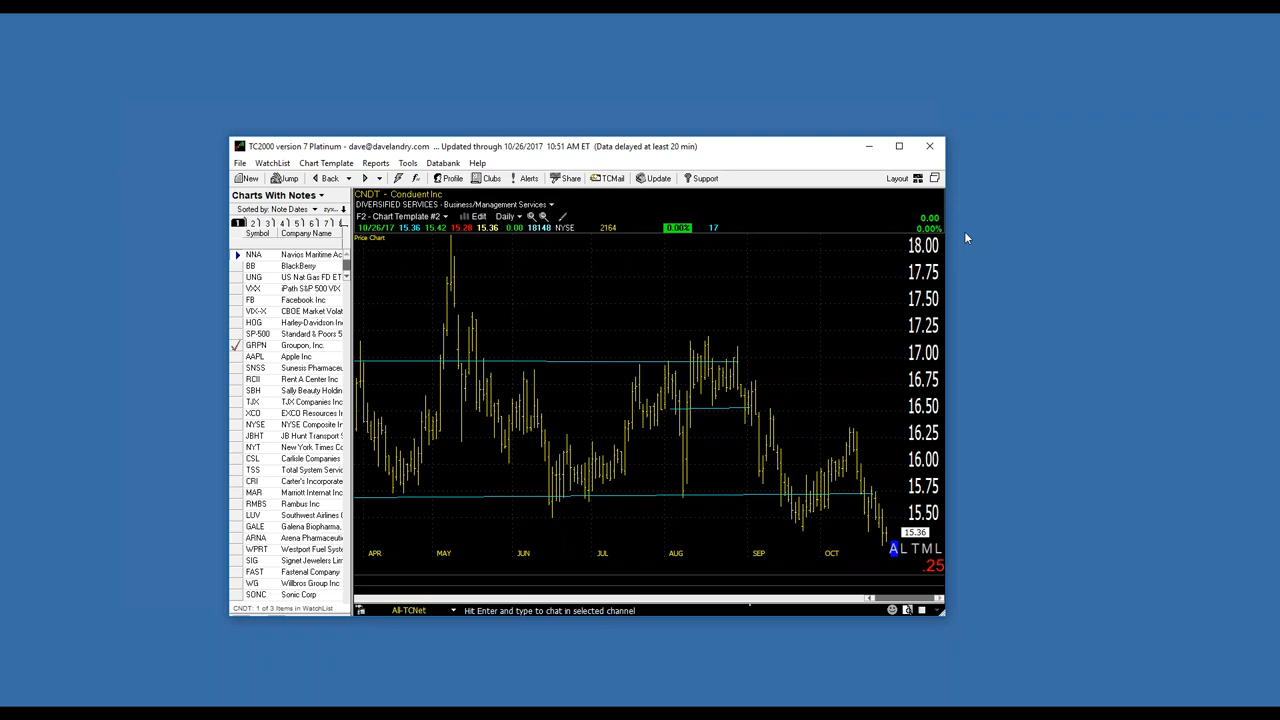 TC2000 version 7 Platinum - dave@davelandry.com ... Updated through 10/26/2017 10:51 AM ET (Data delayed at least 20 min)
File WatchList Chart Template Reports Tools Databank Help
New Jump Back Profile Clubs Alerts Share TCMail Update Support Layout
Charts With Notes
CNDT - Conduent Inc
DIVERSIFIED SERVICES - Business/Management Services
Sorted by: Note Dates zyx..
F2 - Chart Template #2 Edit Daily
1 2 3 4 5 6 7
10/26/17 15.36 15.42 15.28 15.36 0.00 18148 NYSE 2164 0.00% 17
0.00
0.00%
Symbol Company Name
Price Chart
NNA Navios Maritime Ac
BB BlackBerry
UNG US Nat Gas FD ET
VXX iPath S&P 500 VIX
FB Facebook Inc
VIX-X CBOE Market Volat
HOG Harley-Davidson In
SP-500 Standard & Poors 5
GRPN Groupon, Inc.
AAPL Apple Inc
SNSS Sunesis Pharmaceu
RCII Rent A Center Inc
SBH Sally Beauty Holdin
TJX TJX Companies Inc
XCO EXCO Resources Ir
NYSE NYSE Composite In
JBHT JB Hunt Transport S
NYT New York Times C
CSL Carlisle Companies
TSS Total System Servic
CRI Carter's Incorporate
MAR Marriott Internat Inc
RMBS Rambus Inc
LUV Southwest Airlines C
GALE Galena Biopharma,
ARNA Arena Pharmaceuti
WPRT Westport Fuel Syste
SIG Signet Jewelers Lim
FAST Fastenal Company
WG Willbros Group Inc
SONC Sonic Corp
18.00
17.75
17.50
17.25
17.00
16.75
16.50
16.25
16.00
15.75
15.50
15.36
APR MAY JUN JUL AUG SEP OCT
A L T M L
.25
CNDT: 1 of 3 Items in WatchList
All-TCNet Hit Enter and type to chat in selected channel